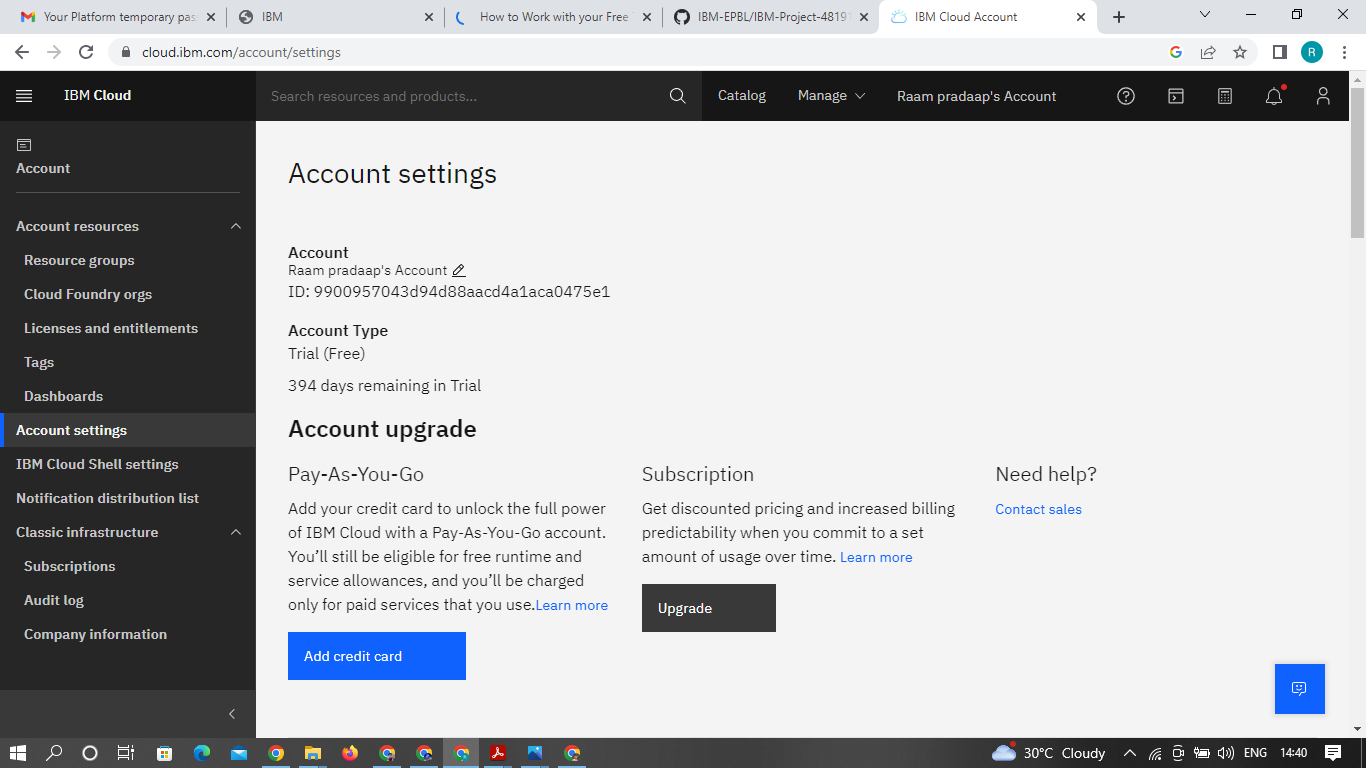 Your Platform temporary pas
IBM
How to Work with your Free
IBM-EPBL/IBM-Project-4819
IBM Cloud Account
cloud.ibm.com/account/settings
R
IBM Cloud
Search resources and products...
Catalog
Manage
Raam pradaap's Account
Account
Account resources
Resource groups
Cloud Foundry orgs
Licenses and entitlements
Tags
Dashboards
Account settings
IBM Cloud Shell settings
Notification distribution list
Classic infrastructure
Subscriptions
Audit log
Company information
Account settings
Account
Raam pradaap's Account
ID: 9900957043d94d88aacd4a1aca0475e1
Account Type
Trial (Free)
394 days remaining in Trial
Account upgrade
Pay-As-You-Go
Add your credit card to unlock the full power
of IBM Cloud with a Pay-As-You-Go account.
You’ll still be eligible for free runtime and
service allowances, and you’ll be charged
only for paid services that you use.Learn more
Add credit card
Subscription
Get discounted pricing and increased billing
predictability when you commit to a set
amount of usage over time. Learn more
Upgrade
Need help?
Contact sales
30°C Cloudy
ENG
14:40